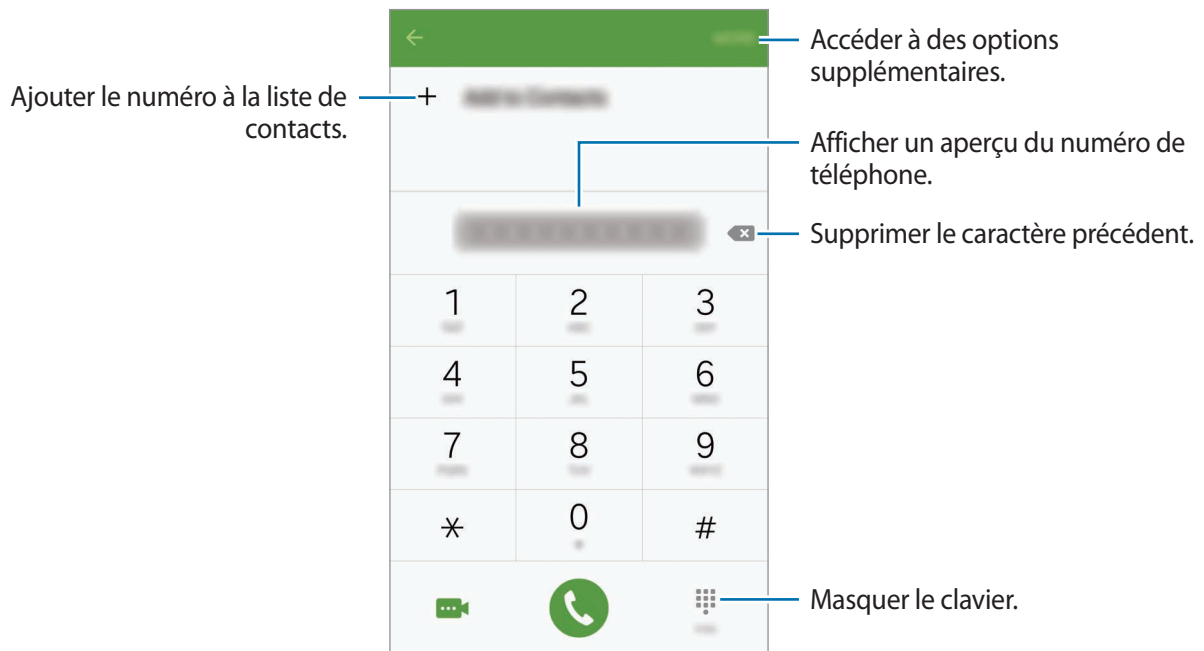 Accéder à des options
supplémentaires.
Ajouter le numéro à la liste de
contacts.
Afficher un aperçu du numéro de
téléphone.
Supprimer le caractère précédent.
1
2
3
4
5
6
7
8
9
*
0
#
Masquer le clavier.